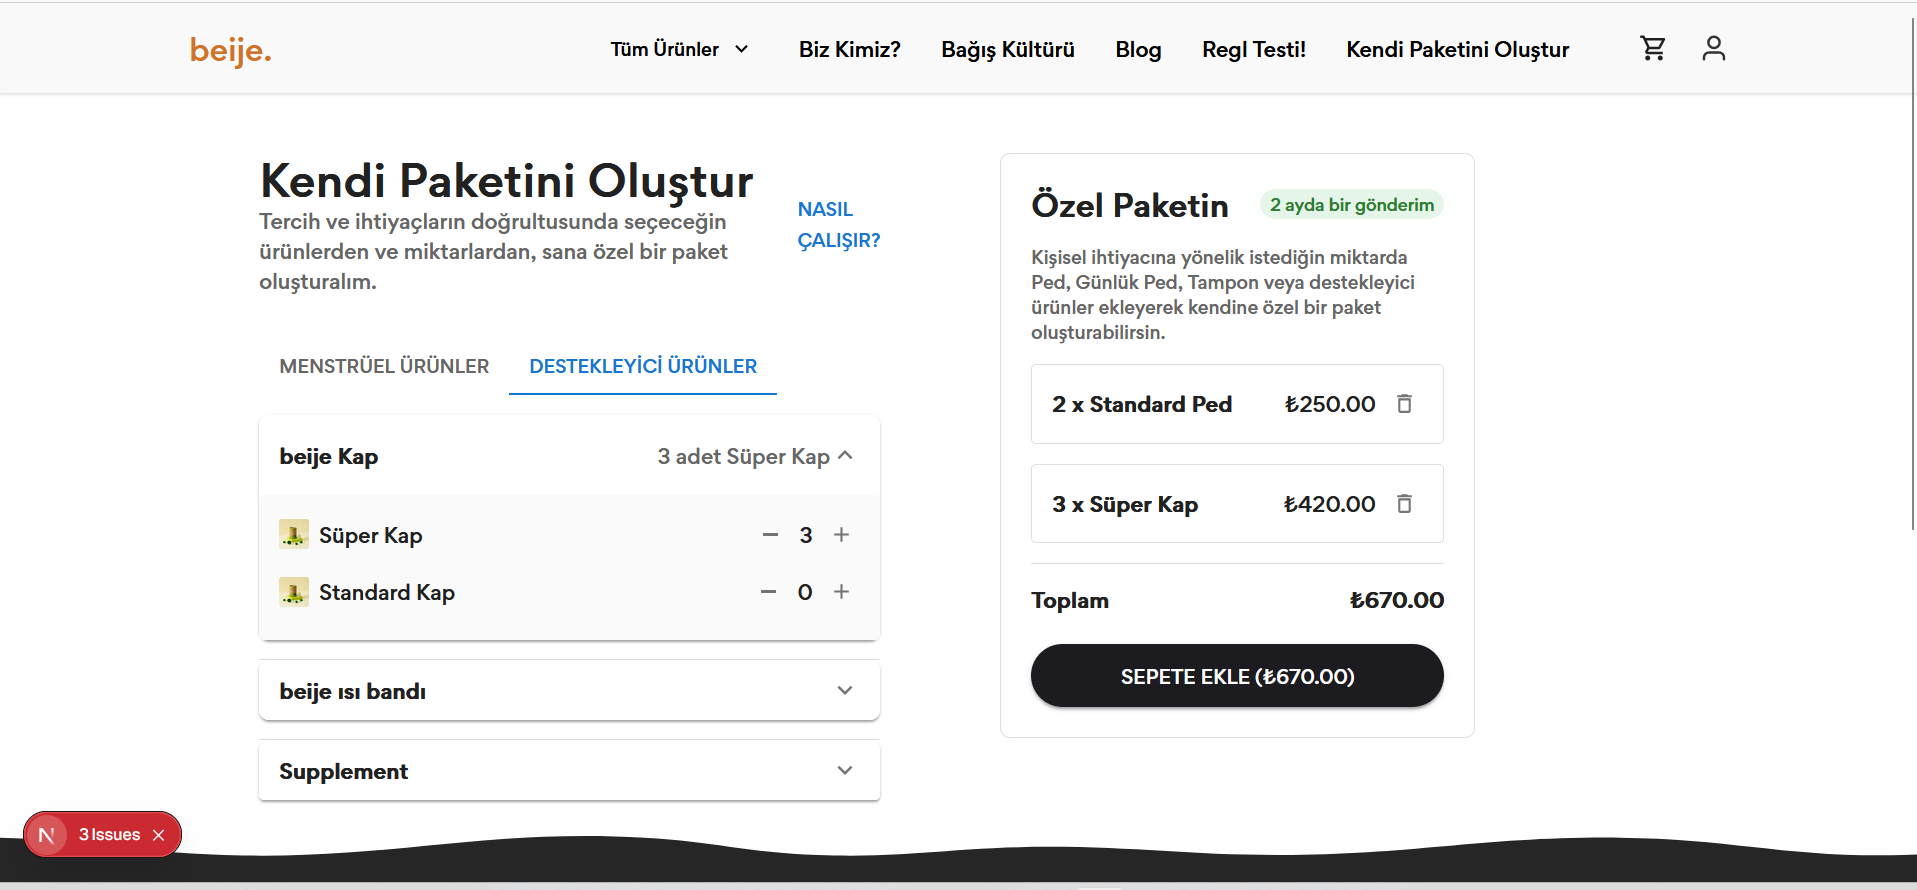 beije.
Tüm Ürünler
Biz Kimiz?
Bağış Kültürü
Blog
Regl Testi!
Kendi Paketini Oluştur
Kendi Paketini Oluştur
Tercih ve ihtiyaçların doğrultusunda seçeceğin
ürünlerden ve miktarlardan, sana özel bir paket
oluşturalım.
NASIL
ÇALIŞIR?
MENSTRÜEL ÜRÜNLER
DESTEKLEYİCİ ÜRÜNLER
beije Kap
3 adet Süper Kap
Süper Kap
3
Standard Kap
0
beije ısı bandı
Supplement
Özel Paketin
2 ayda bir gönderim
Kişisel ihtiyacına yönelik istediğin miktarda
Ped, Günlük Ped, Tampon veya destekleyici
ürünler ekleyerek kendine özel bir paket
oluşturabilirsin.
2 x Standard Ped
₺250.00
3 x Süper Kap
₺420.00
Toplam
₺670.00
SEPETE EKLE (₺670.00)
N
3 Issues